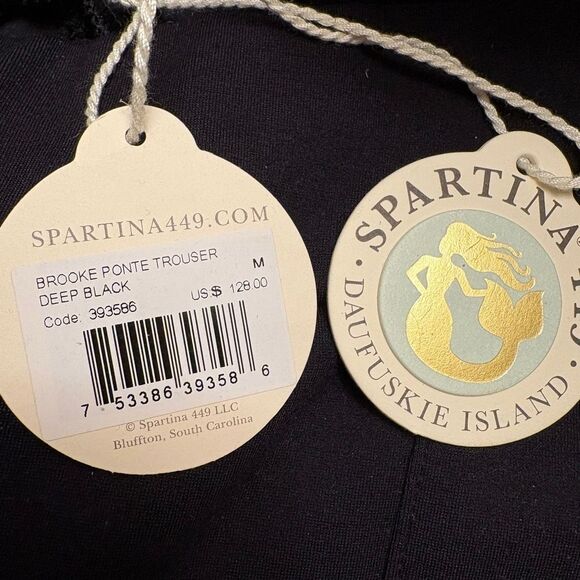 SPARTINA449.COM
BROOKE PONTE TROUSER M
DEEP BLACK
Code: 393586 US$ 128.00
7 53386 39358 6
© Spartina 449 LLC
Bluffton, South Carolina
SPARTINA 449
· DAUFUSKIE ISLAND ·